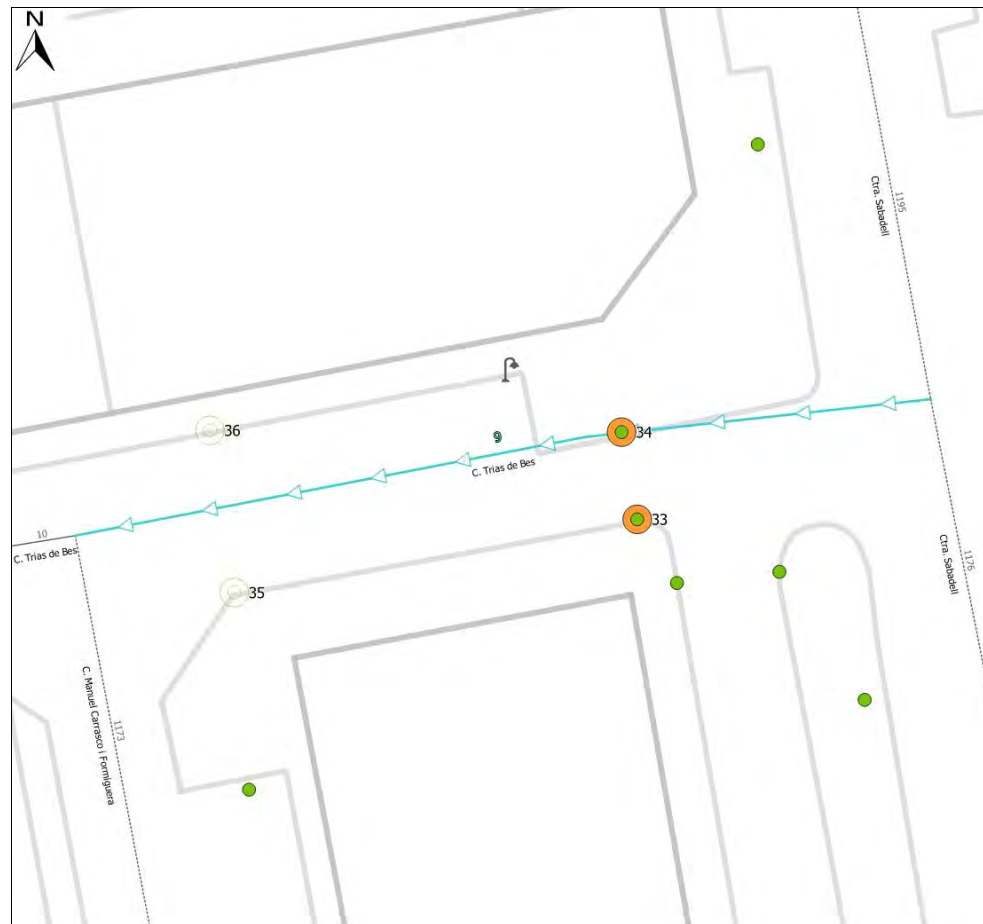 N
Ctra. Sabadell
1195
36
9
34
C. Trias de Bes
33
10
C. Trias de Bes
Ctra. Sabadell
1176
35
C. Manuel Carrasco i Formiguera
1173